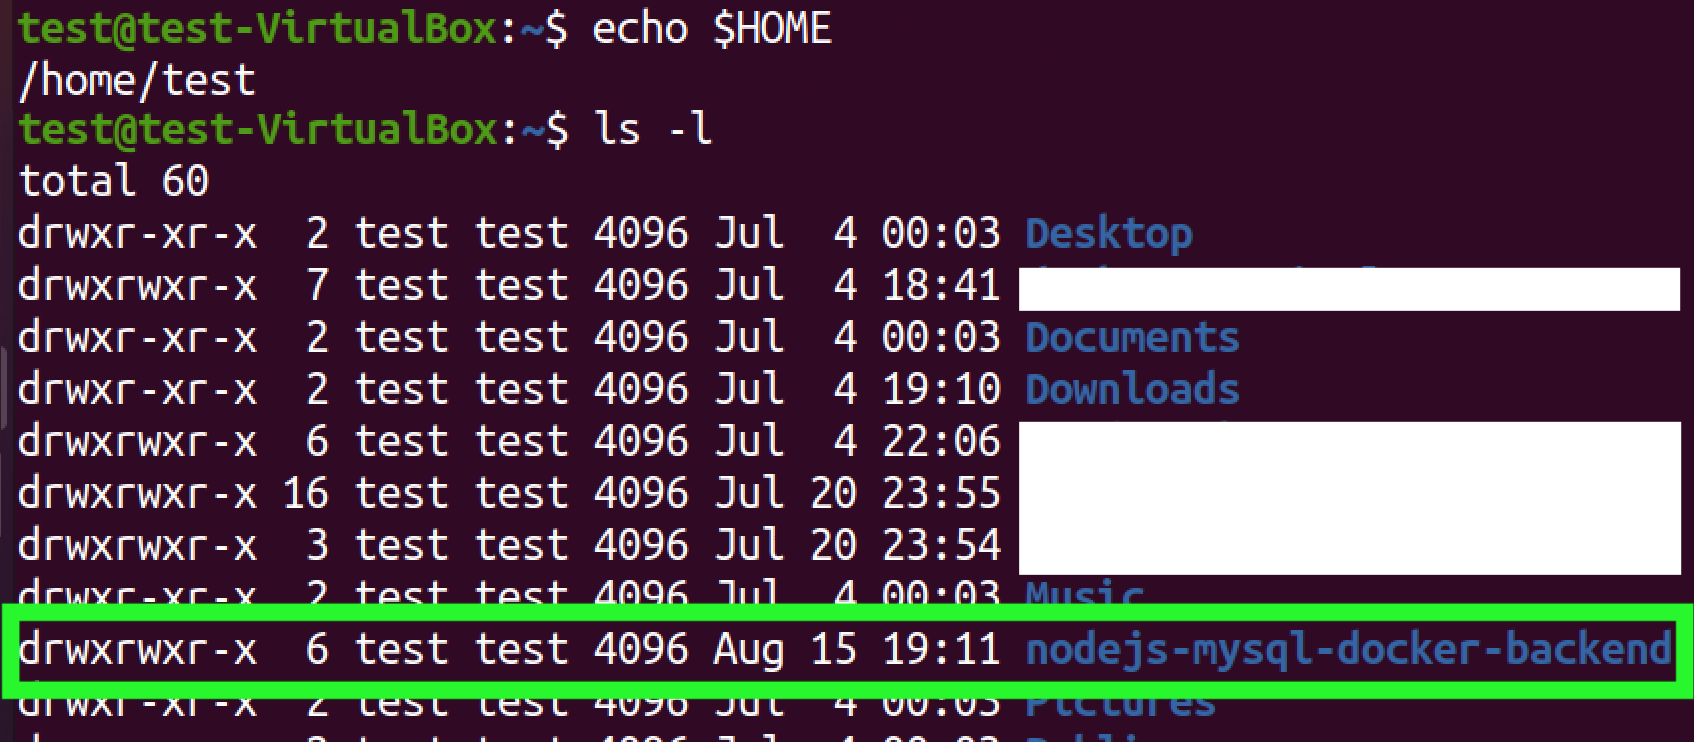 test@test-VirtualBox:~$ echo $HOME
/home/test
test@test-VirtualBox:~$ ls -l
total 60
drwxr-xr-x  2 test test 4096 Jul  4 00:03 Desktop
drwxrwxr-x  7 test test 4096 Jul  4 18:41
drwxr-xr-x  2 test test 4096 Jul  4 00:03 Documents
drwxr-xr-x  2 test test 4096 Jul  4 19:10 Downloads
drwxrwxr-x  6 test test 4096 Jul  4 22:06
drwxrwxr-x 16 test test 4096 Jul 20 23:55
drwxrwxr-x  3 test test 4096 Jul 20 23:54
drwxr-xr-x  2 test test 4096 Jul  4 00:03 Music
drwxrwxr-x  6 test test 4096 Aug 15 19:11 nodejs-mysql-docker-backend
drwxr-xr-x  2 test test 4096 Jul  4 00:03 Pictures